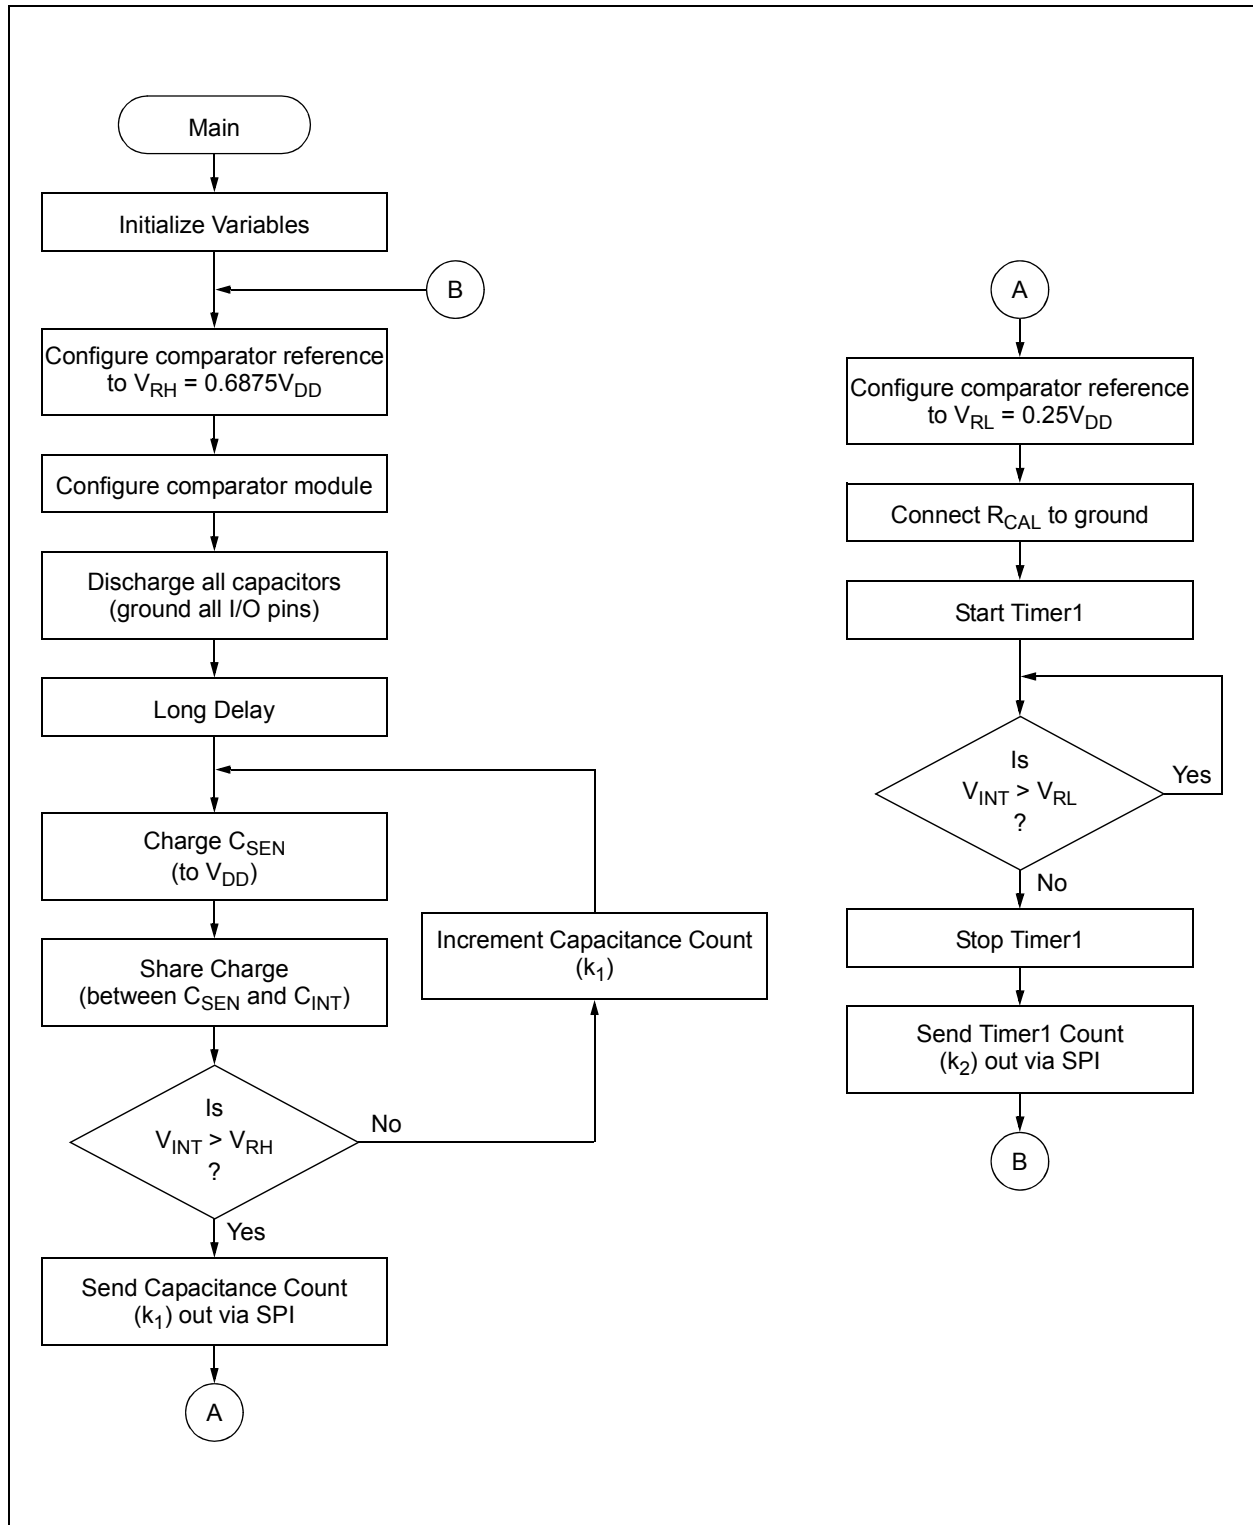 Main
Initialize Variables
B
Configure comparator reference
to VRH = 0.6875VDD
Configure comparator module
Discharge all capacitors
(ground all I/O pins)
Long Delay
Charge CSEN
(to VDD)
Share Charge
(between CSEN and CINT)
Increment Capacitance Count
(k1)
Is
VINT > VRH
?
No
Yes
Send Capacitance Count
(k1) out via SPI
A
A
Configure comparator reference
to VRL = 0.25VDD
Connect RCAL to ground
Start Timer1
Is
VINT > VRL
?
Yes
No
Stop Timer1
Send Timer1 Count
(k2) out via SPI
B